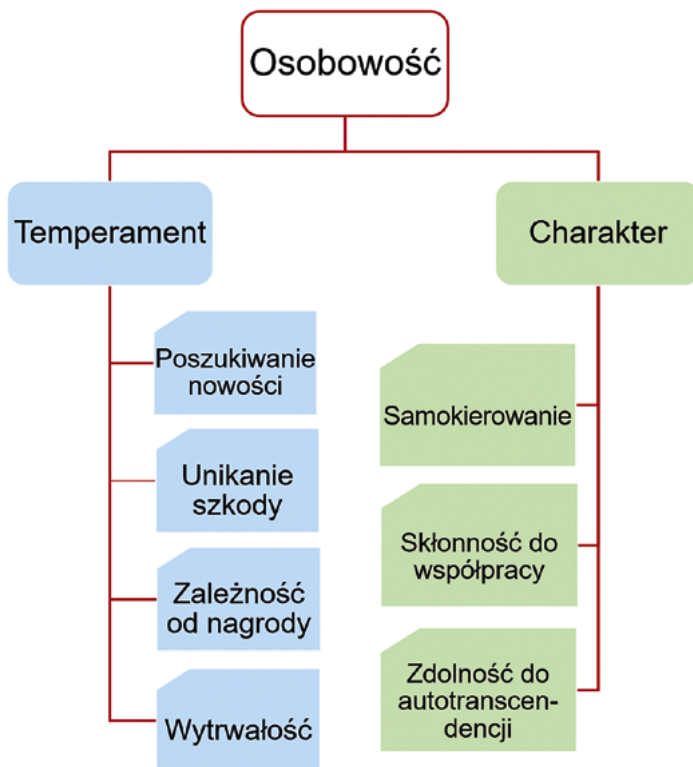 Osobowość
Temperament
Poszukiwanie
nowości
Unikanie
szkody
Zależność
od nagrody
Wytrwałość
Charakter
Samokierowanie
Skłonność do
współpracy
Zdolność do
autotranscen-
dencji